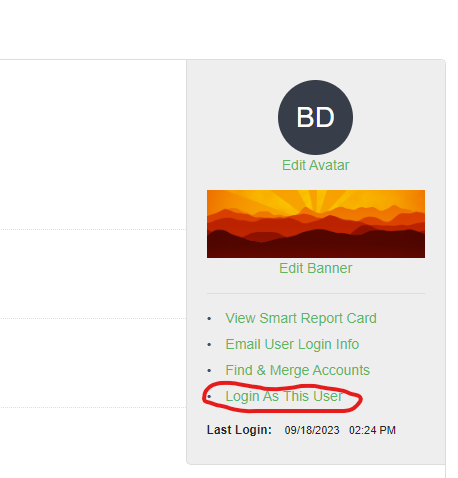 BD
Edit Avatar
Edit Banner
• View Smart Report Card
• Email User Login Info
• Find & Merge Accounts
• Login As This User
Last Login: 09/18/2023 02:24 PM